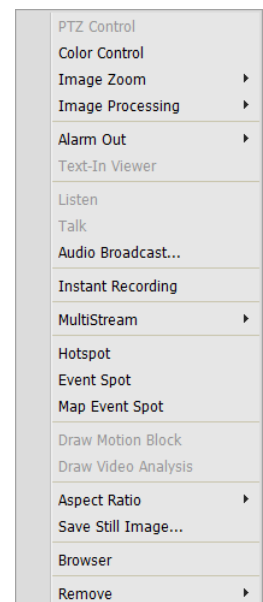 PTZ Control
Color Control
Image Zoom
Image Processing
Alarm Out
Text-In Viewer
Listen
Talk
Audio Broadcast...
Instant Recording
MultiStream
Hotspot
Event Spot
Map Event Spot
Draw Motion Block
Draw Video Analysis
Aspect Ratio
Save Still Image...
Browser
Remove